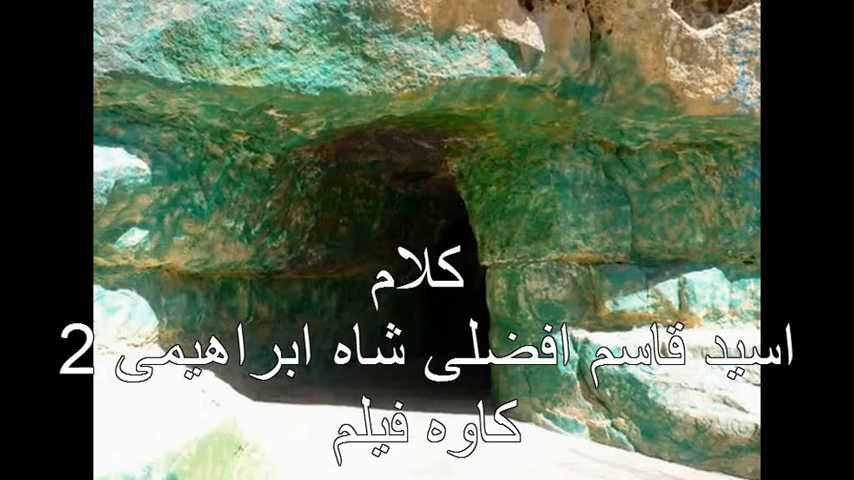 کلام
اسید قاسم افضلی شاه ابراهیمی 2
کاوه فیلم